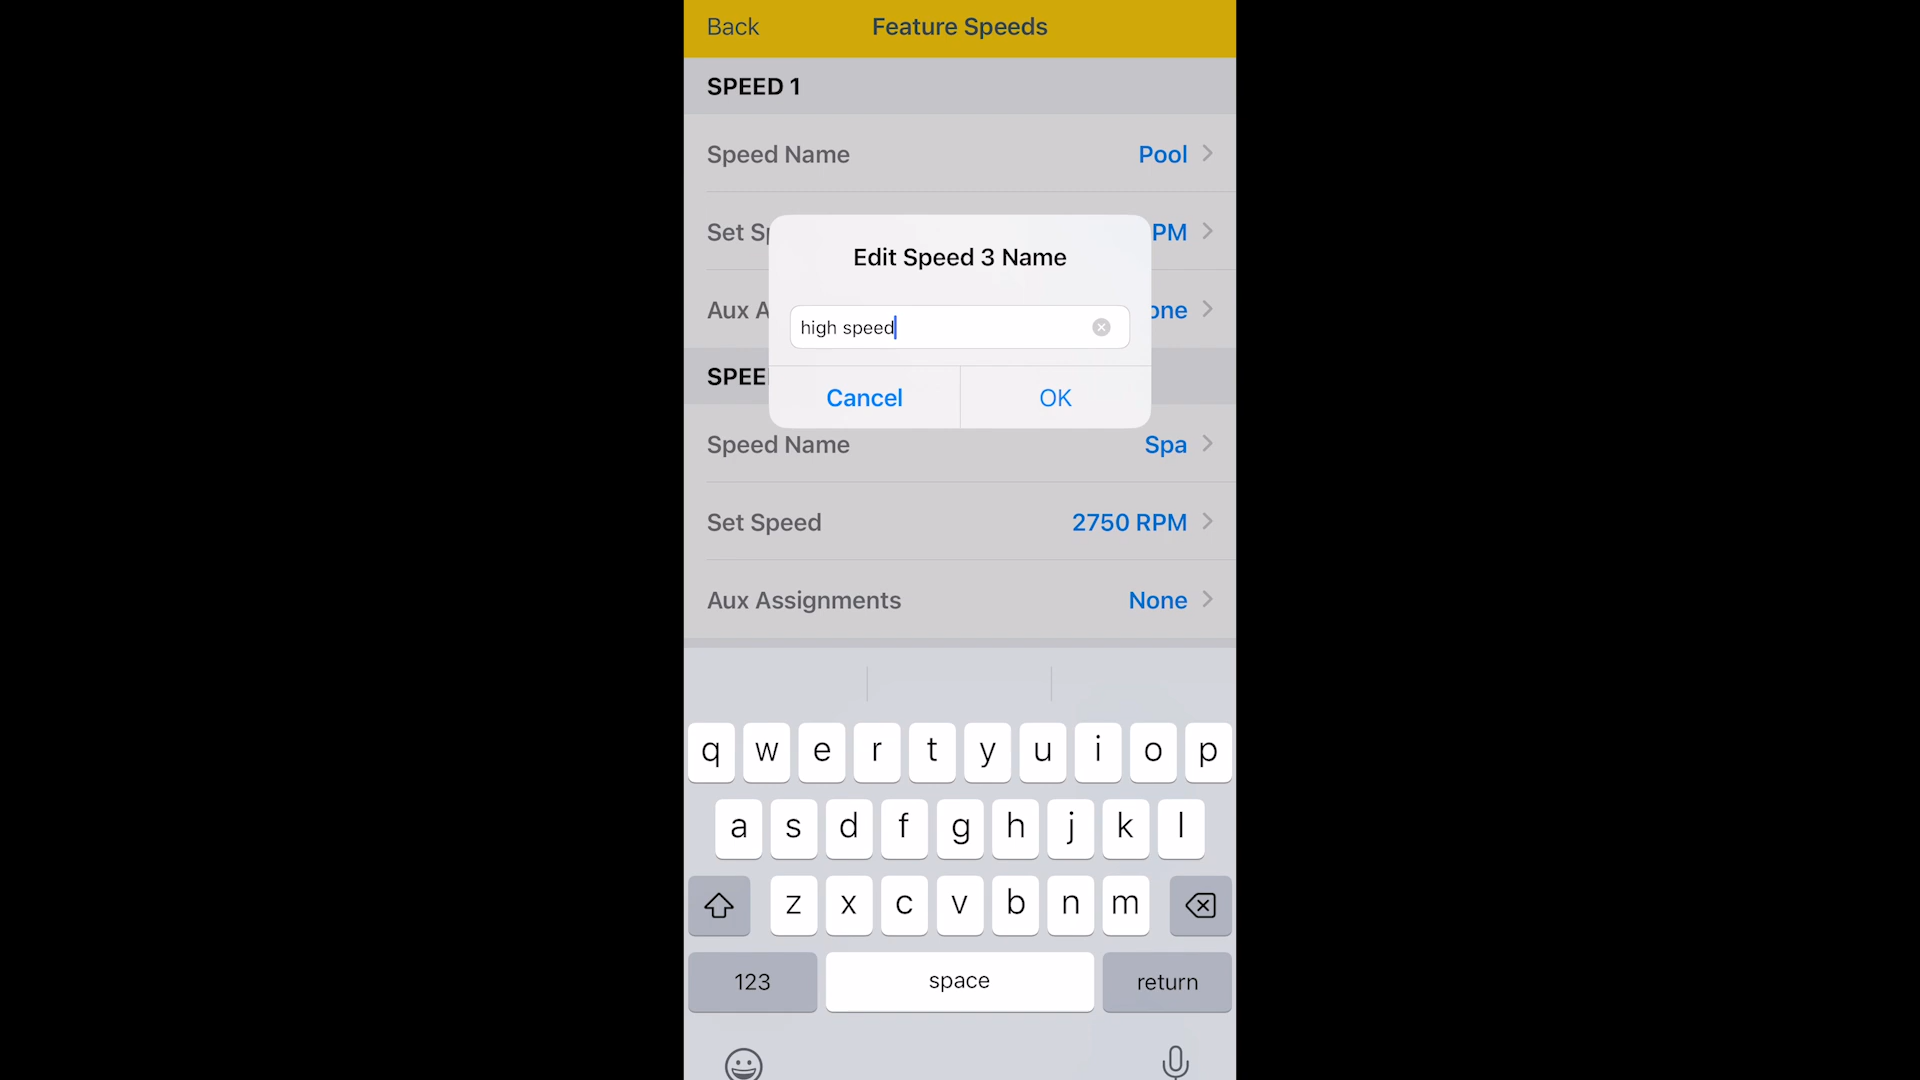 Back
Feature Speeds
SPEED 1
Speed Name
Pool
Set Sp
PM
Edit Speed 3 Name
Aux A
one
high speed
SPEE
Cancel
OK
Speed Name
Spa
Set Speed
2750 RPM
Aux Assignments
None
q w e r t y u i o p
a s d f g h j k l
z x c v b n m
123
space
return